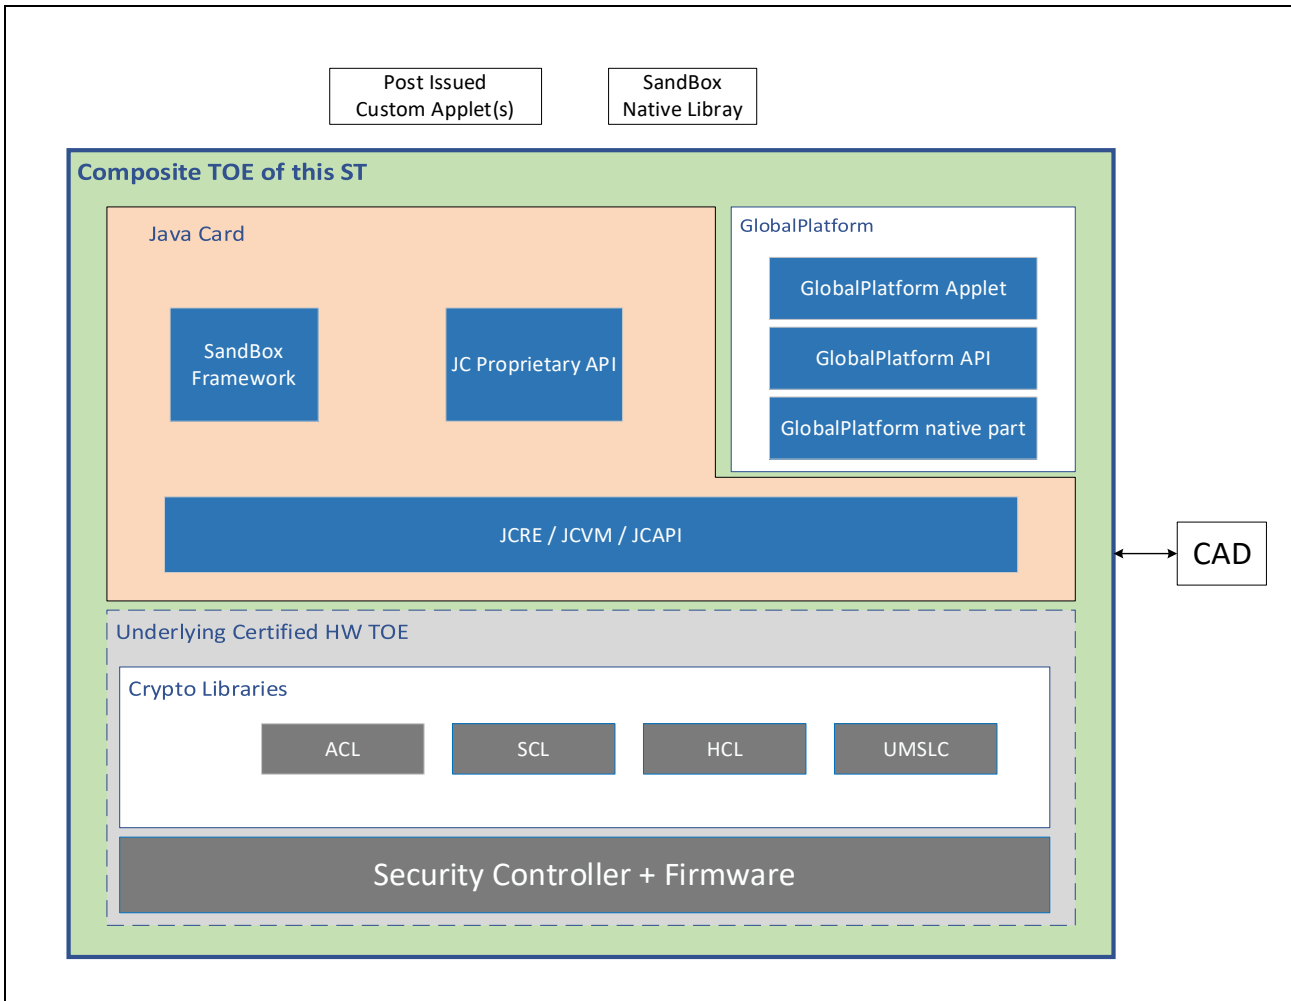 Post Issued
Custom Applet(s)
SandBox
Native Libray
Composite TOE of this ST
Java Card
GlobalPlatform
GlobalPlatform Applet
SandBox
Framework
JC Proprietary API
GlobalPlatform API
GlobalPlatform native part
JCRE / JCVM / JCAPI
CAD
Underlying Certified HW TOE
Crypto Libraries
ACL
SCL
HCL
UMSLC
Security Controller + Firmware